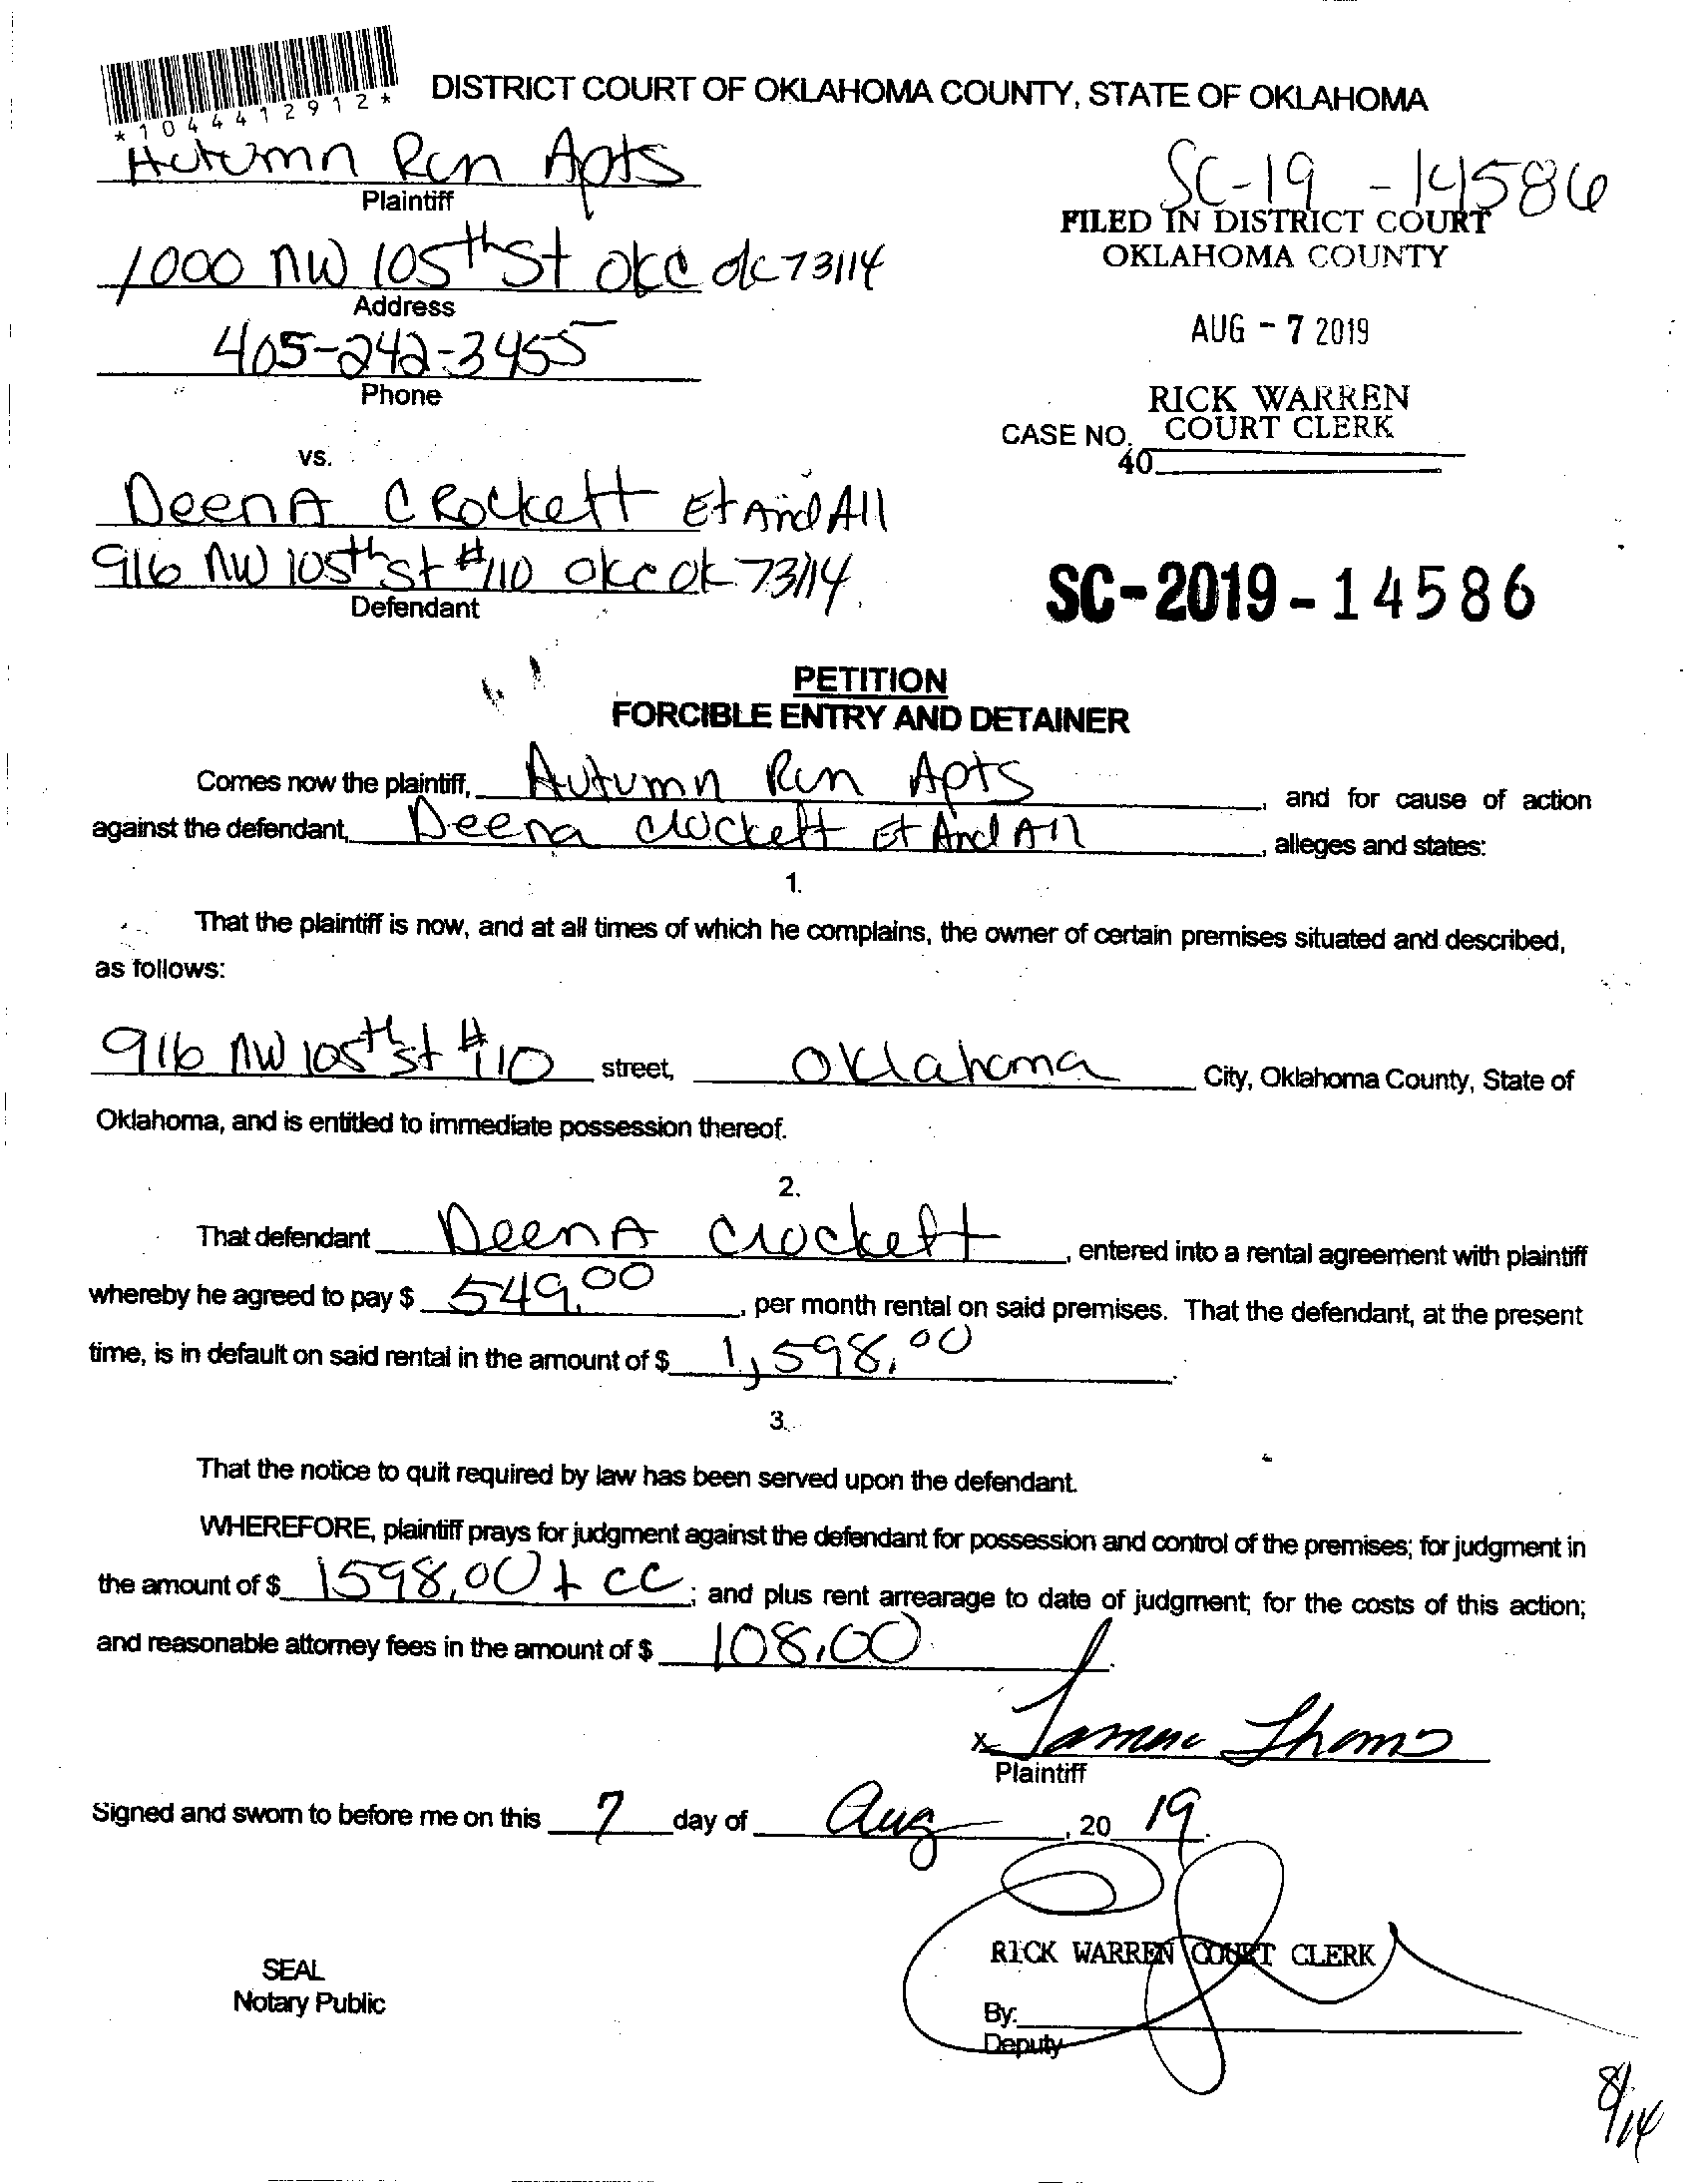 *1044412912*
DISTRICT COURT OF OKLAHOMA COUNTY, STATE OF OKLAHOMA
Autumn Run Apts
Plaintiff
SC-19-14586
FILED IN DISTRICT COURT
OKLAHOMA COUNTY
1000 NW 105th St OKC OK 73114
Address
AUG - 7 2019
405-242-3455
Phone
RICK WARREN
COURT CLERK
CASE NO.
40
vs.
DeenA CRockett Et And All
916 NW 105th St #110 OKC OK 73114
Defendant
SC-2019-14586
PETITION
FORCIBLE ENTRY AND DETAINER
Comes now the plaintiff, Autumn Run Apts, and for cause of action
against the defendant, Deena Crockett Et And All, alleges and states:
1.
That the plaintiff is now, and at all times of which he complains, the owner of certain premises situated and described,
as follows:
916 NW 105th St #110 street, Oklahoma City, Oklahoma County, State of
Oklahoma, and is entitled to immediate possession thereof.
2.
That defendant DeenA Crockett, entered into a rental agreement with plaintiff
whereby he agreed to pay $ 549.00, per month rental on said premises. That the defendant, at the present
time, is in default on said rental in the amount of $ 1,598.00.
3.
That the notice to quit required by law has been served upon the defendant.
WHEREFORE, plaintiff prays for judgment against the defendant for possession and control of the premises; for judgment in
the amount of $ 1598.00 + CC; and plus rent arrearage to date of judgment; for the costs of this action;
and reasonable attorney fees in the amount of $ 108.00.
x
Plaintiff
Signed and sworn to before me on this 7 day of Aug, 20 19.
RICK WARREN COURT CLERK
SEAL
Notary Public
By:
Deputy
8/14